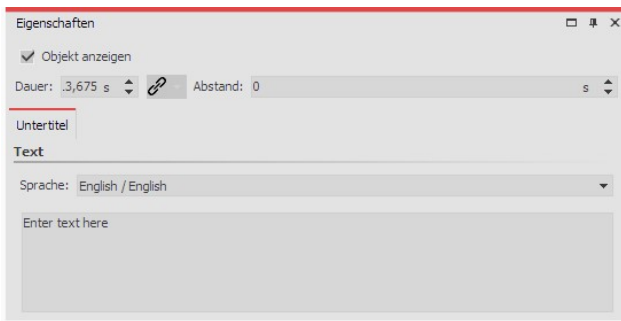 Eigenschaften
Objekt anzeigen
Dauer: .3,675 s Abstand: 0 s
Untertitel
Text
Sprache: English / English
Enter text here